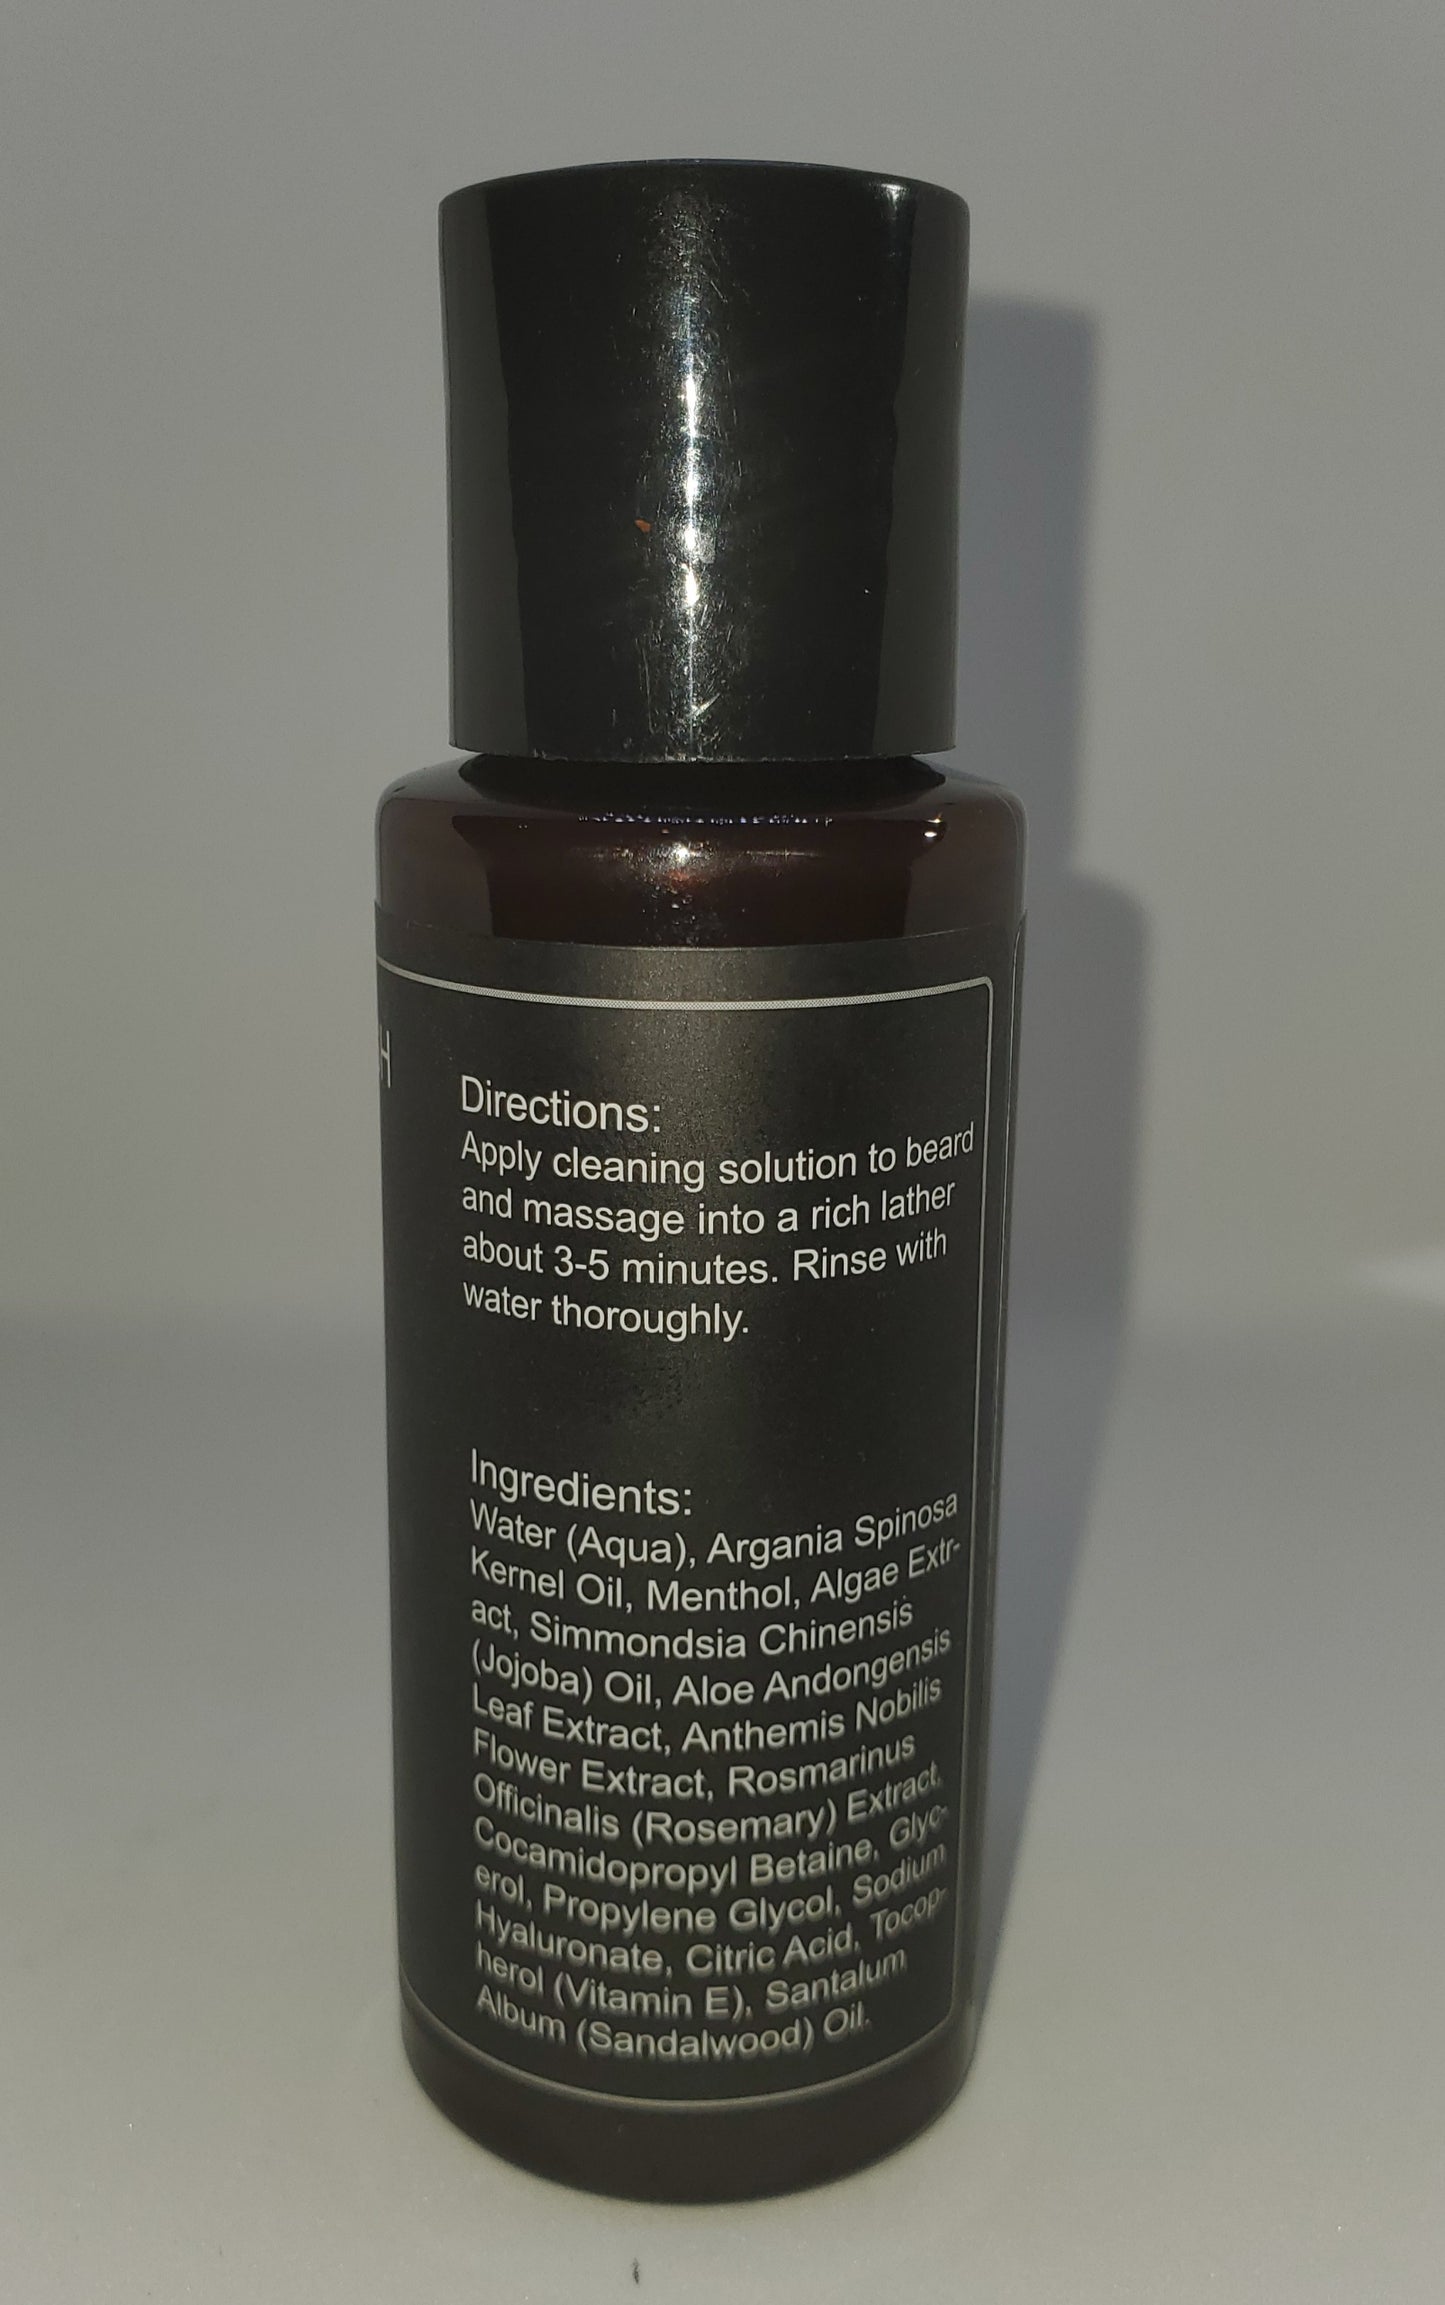 H
Directions:
Apply cleaning solution to beard
and massage into a rich lather
about 3-5 minutes. Rinse with
water thoroughly.
Ingredients:
Water (Aqua), Argania Spinosa
Kernel Oil, Menthol, Algae Extr-
act, Simmondsia Chinensis
(Jojoba) Oil, Aloe Andongensis
Leaf Extract, Anthemis Nobilis
Flower Extract, Rosmarinus
Officinalis (Rosemary) Extract,
Cocamidopropyl Betaine, Glyc-
erol, Propylene Glycol, Sodium
Hyaluronate, Citric Acid, Tocop-
herol (Vitamin E), Santalum
Album (Sandalwood) Oil.